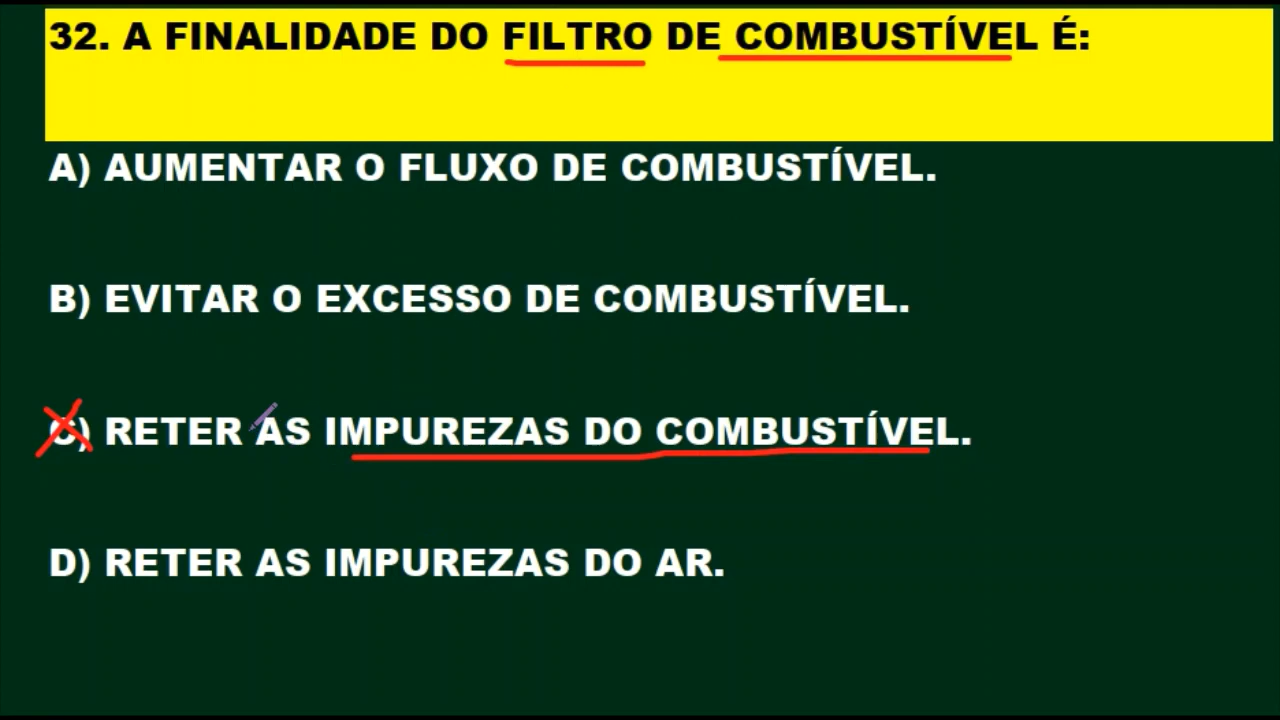 32. A FINALIDADE DO FILTRO DE COMBUSTÍVEL É:
A) AUMENTAR O FLUXO DE COMBUSTÍVEL.
B) EVITAR O EXCESSO DE COMBUSTÍVEL.
C) RETER AS IMPUREZAS DO COMBUSTÍVEL.
D) RETER AS IMPUREZAS DO AR.